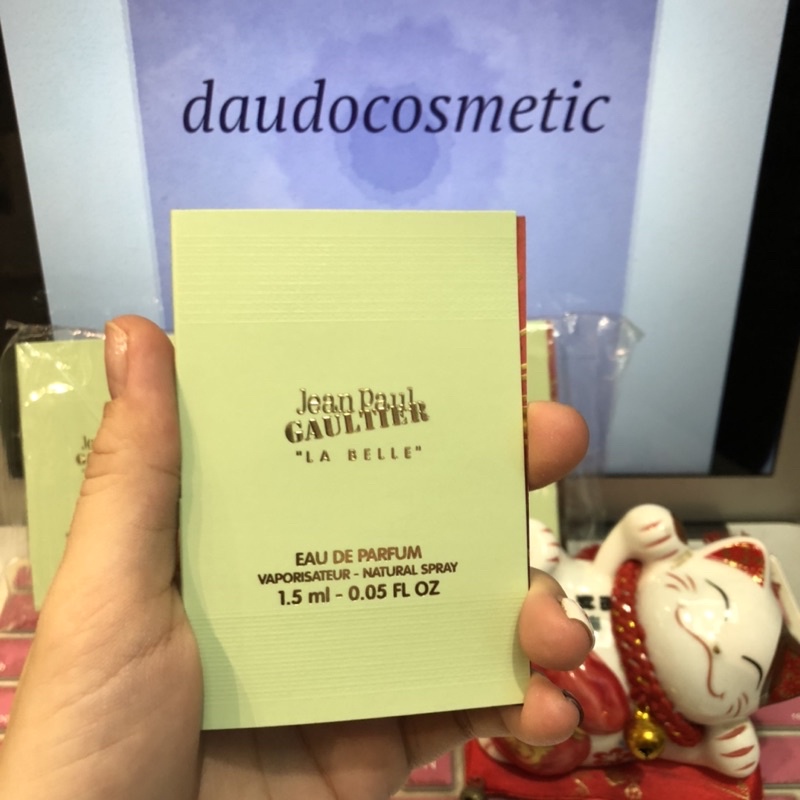 daudocosmetic
Jean Paul
GAULTIER
"LA BELLE"
EAU DE PARFUM
VAPORISATEUR - NATURAL SPRAY
1.5 ml - 0.05 FL OZ